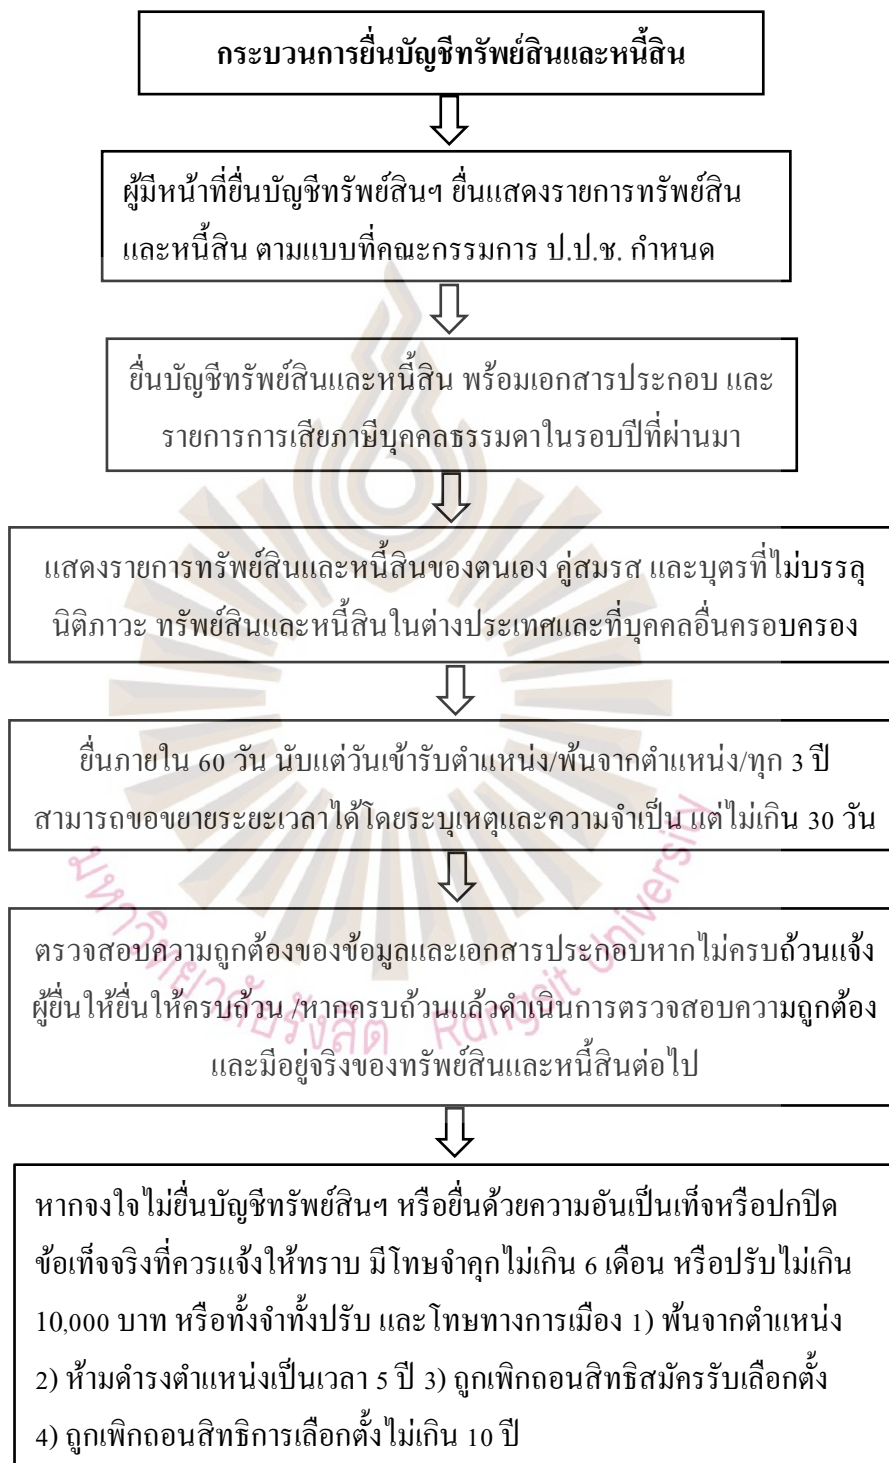 กระบวนการยื่นบัญชีทรัพย์สินและหนี้สิน
ผู้มีหน้าที่ยื่นบัญชีทรัพย์สินฯ ยื่นแสดงรายการทรัพย์สิน
และหนี้สิน ตามแบบที่คณะกรรมการ ป.ป.ช. กำหนด
ยื่นบัญชีทรัพย์สินและหนี้สิน พร้อมเอกสารประกอบ และ
รายการการเสียภาษีบุคคลธรรมดาในรอบปีที่ผ่านมา
แสดงรายการทรัพย์สินและหนี้สินของตนเอง คู่สมรส และบุตรที่ไม่บรรลุ
นิติภาวะ ทรัพย์สินและหนี้สินในต่างประเทศและที่บุคคลอื่นครอบครอง
ยื่นภายใน 60 วัน นับแต่วันเข้ารับตำแหน่ง/พ้นจากตำแหน่ง/ทุก 3 ปี
สามารถขอขยายระยะเวลาได้โดยระบุเหตุและความจำเป็น แต่ไม่เกิน 30 วัน
ตรวจสอบความถูกต้องของข้อมูลและเอกสารประกอบหากไม่ครบถ้วนแจ้ง
ผู้ยื่นให้ยื่นให้ครบถ้วน /หากครบถ้วนแล้วดำเนินการตรวจสอบความถูกต้อง
และมีอยู่จริงของทรัพย์สินและหนี้สินต่อไป
มหาวิทยาลัยรังสิต Rangsit University
หากจงใจไม่ยื่นบัญชีทรัพย์สินฯ หรือยื่นด้วยความอันเป็นเท็จหรือปกปิด
ข้อเท็จจริงที่ควรแจ้งให้ทราบ มีโทษจำคุกไม่เกิน 6 เดือน หรือปรับไม่เกิน
10,000 บาท หรือทั้งจำทั้งปรับ และโทษทางการเมือง 1) พ้นจากตำแหน่ง
2) ห้ามดำรงตำแหน่งเป็นเวลา 5 ปี 3) ถูกเพิกถอนสิทธิสมัครรับเลือกตั้ง
4) ถูกเพิกถอนสิทธิการเลือกตั้งไม่เกิน 10 ปี